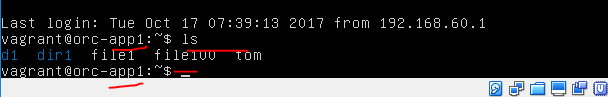 Last login: Tue Oct 17 07:39:13 2017 from 192.168.60.1
vagrant@orc-app1:~$ ls
d1  dir1  file1  file100  tom
vagrant@orc-app1:~$